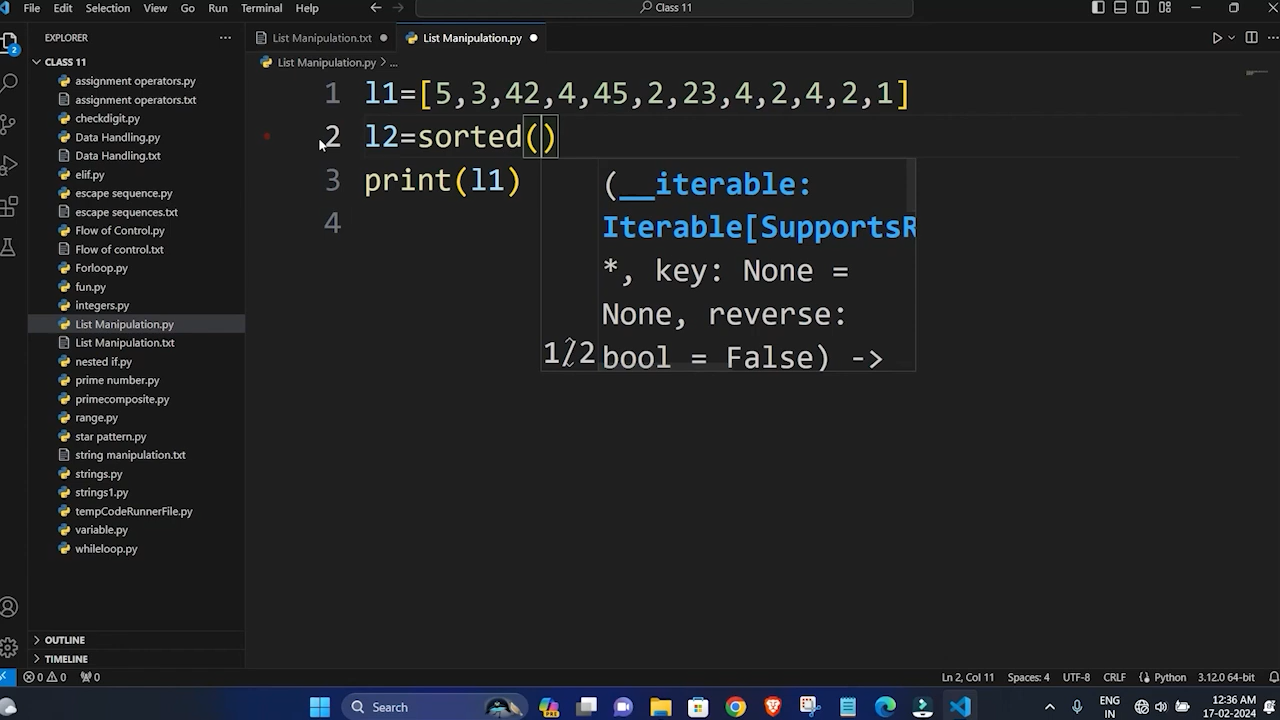 File Edit Selection View Go Run Terminal Help
Class 11
EXPLORER
2
CLASS 11
assignment operators.py
assignment operators.txt
checkdigit.py
Data Handling.py
Data Handling.txt
elif.py
escape sequence.py
escape sequences.txt
Flow of Control.py
Flow of control.txt
Forloop.py
fun.py
integers.py
List Manipulation.py
List Manipulation.txt
nested if.py
prime number.py
primecomposite.py
range.py
star pattern.py
string manipulation.txt
strings.py
strings1.py
tempCodeRunnerFile.py
variable.py
whileloop.py
OUTLINE
TIMELINE
List Manipulation.txt
List Manipulation.py
List Manipulation.py > ...
1 l1=[5,3,42,4,45,2,23,4,2,4,2,1]
2 l2=sorted()
3 print(l1)
4
(__iterable:
Iterable[SupportsR
*, key: None =
None, reverse:
bool = False) ->
1/2
0 0 0
Ln 2, Col 11 Spaces: 4 UTF-8 CRLF Python 3.12.0 64-bit
Search
PRE
ENG
IN
12:36 AM
17-02-2024